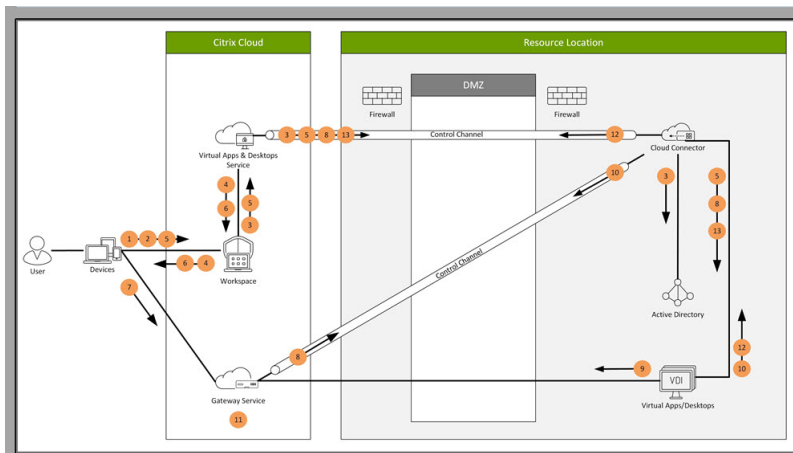 Citrix Cloud
Resource Location
DMZ
Firewall
Firewall
3 5 8 13
Control Channel
12
Virtual Apps & Desktops
Service
Cloud Connector
4
6
5
3
10
3
5
8
13
1 2 5
User
Devices
6 4
Workspace
Control Channel
7
Active Directory
8
12
10
9
VDI
Gateway Service
Virtual Apps/Desktops
11